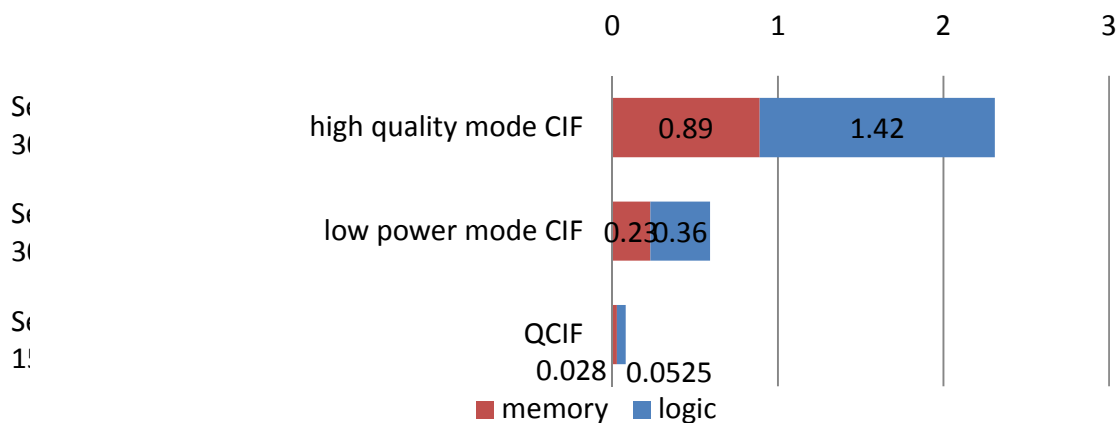 0 1 2 3
high quality mode CIF 0.89 1.42
low power mode CIF 0.23 0.36
QCIF
0.028 0.0525
memory logic